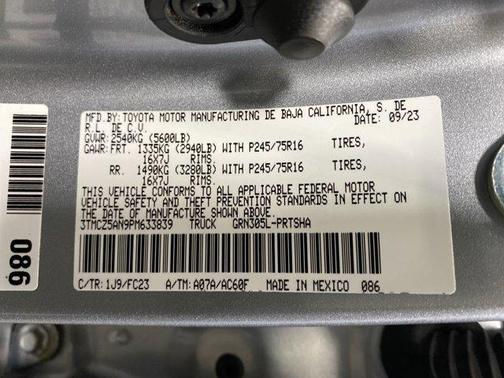 MFD.BY:TOYOTA MOTOR MANUFACTURING DE BAJA CALIFORNIA, S. DE
R.L. DE C.V. DATE: 09/23
GVWR:2540KG (5600LB)
GAWR:FRT. 1335KG (2940LB) WITH P245/75R16 TIRES,
16X7J RIMS,
RR. 1490KG (3280LB) WITH P245/75R16 TIRES,
16X7J RIMS.
THIS VEHICLE CONFORMS TO ALL APPLICABLE FEDERAL MOTOR
VEHICLE SAFETY AND THEFT PREVENTION STANDARDS IN EFFECT ON
THE DATE OF MANUFACTURE SHOWN ABOVE.
3TMCZ5AN9PM633839 TRUCK GRN305L-PRTSHA
C/TR:1J9/FC23 A/TM:A07A/AC60F MADE IN MEXICO 086
086